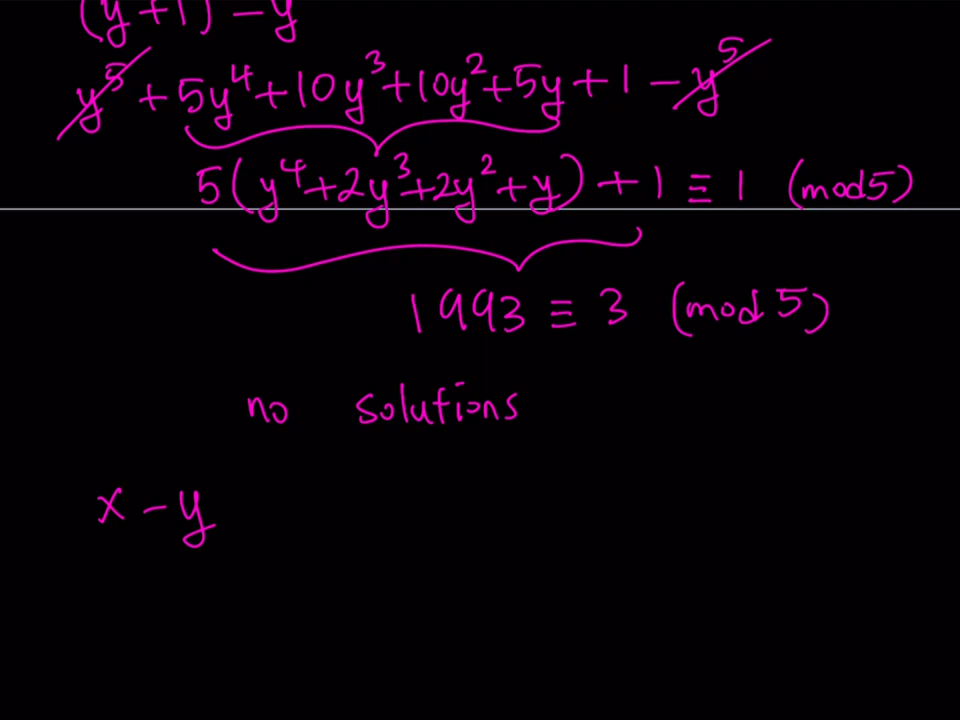 (y+1) - y
y⁵ + 5y⁴ + 10y³ + 10y² + 5y + 1 - y⁵
5(y⁴ + 2y³ + 2y² + y) + 1 ≡ 1 (mod 5)
1993 ≡ 3 (mod 5)
no solutions
x - y